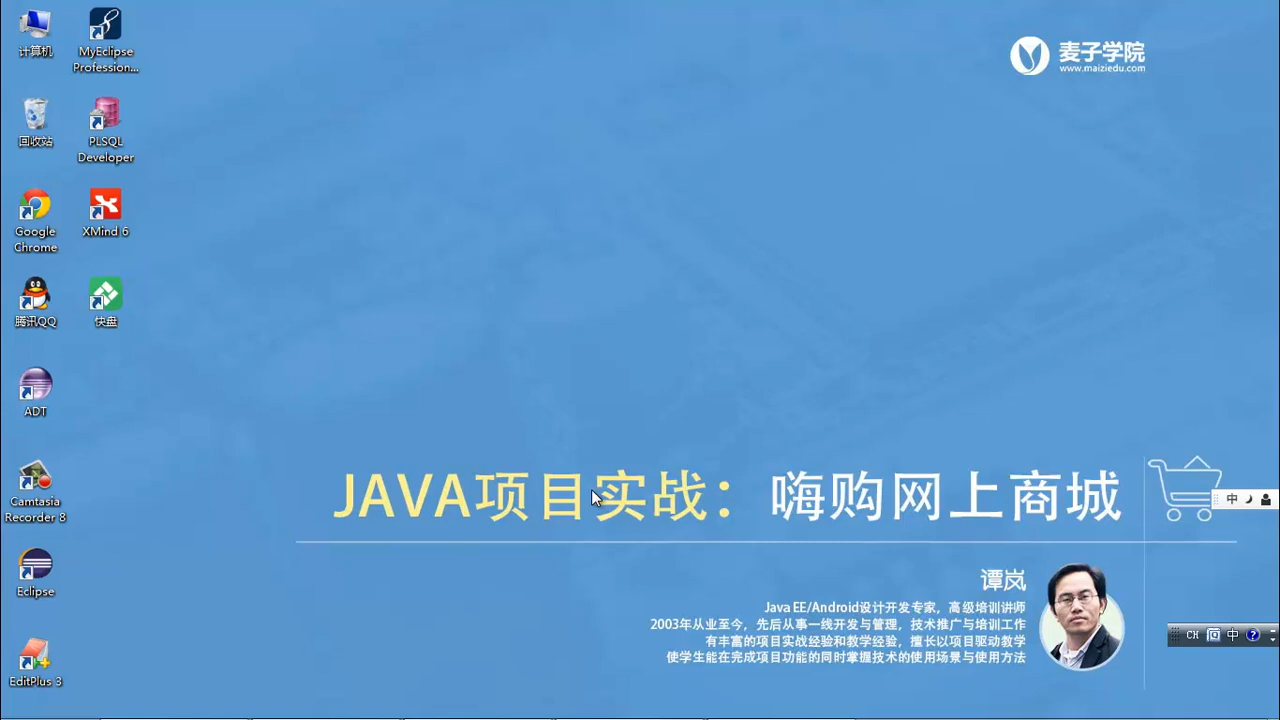 计算机
MyEclipse
Profession...
回收站
PLSQL
Developer
Google
Chrome
XMind 6
腾讯QQ
快盘
ADT
Camtasia
Recorder 8
Eclipse
EditPlus 3
麦子学院
www.maiziedu.com
JAVA项目实战：嗨购网上商城
中
谭岚
Java EE/Android设计开发专家，高级培训讲师
2003年从业至今，先后从事一线开发与管理，技术推广与培训工作
有丰富的项目实战经验和教学经验，擅长以项目驱动教学
使学生能在完成项目功能的同时掌握技术的使用场景与使用方法
CH 中 ?